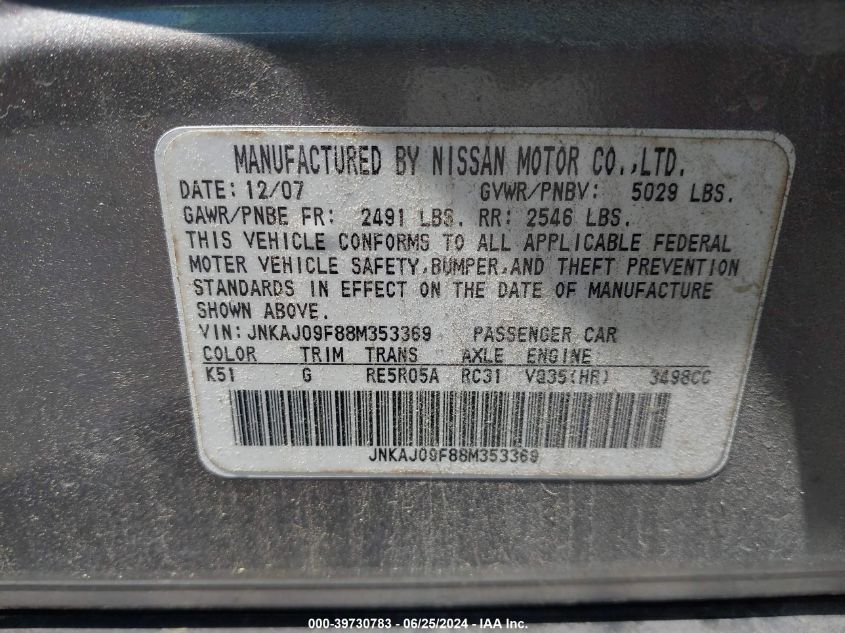 MANUFACTURED BY NISSAN MOTOR CO.,LTD.
DATE: 12/07 GVWR/PNBV: 5029 LBS.
GAWR/PNBE FR: 2491 LBS. RR: 2546 LBS.
THIS VEHICLE CONFORMS TO ALL APPLICABLE FEDERAL
MOTER VEHICLE SAFETY,BUMPER,AND THEFT PREVENTION
STANDARDS IN EFFECT ON THE DATE OF MANUFACTURE
SHOWN ABOVE.
VIN: JNKAJ09F88M353369 PASSENGER CAR
COLOR TRIM TRANS AXLE ENGINE
K51 G RE5R05A RC31 VQ35(HR) 3498CC
JNKAJ09F88M353369
000-39730783 - 06/25/2024 - IAA Inc.